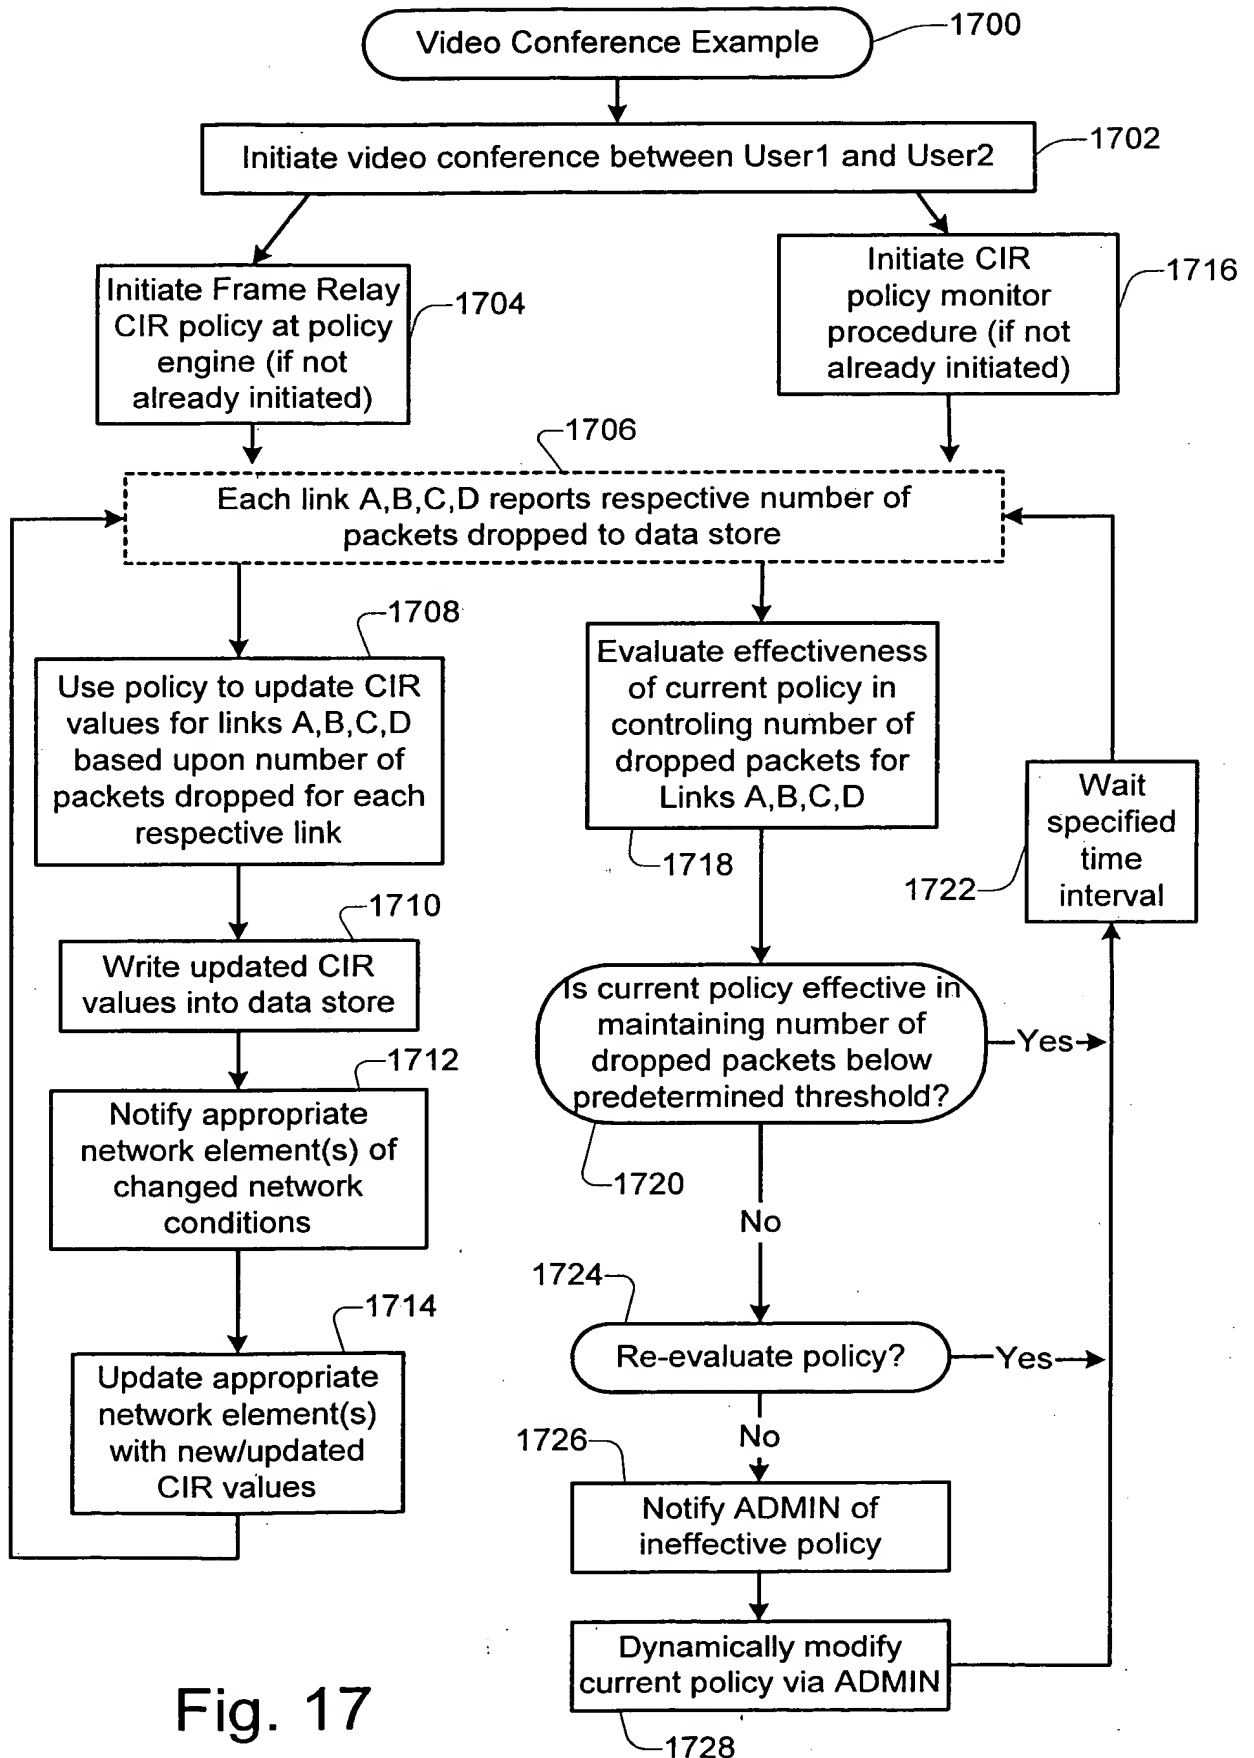 Video Conference Example
1700
Initiate video conference between User1 and User2
1702
Initiate Frame Relay
CIR policy at policy
engine (if not
already initiated)
1704
Initiate CIR
policy monitor
procedure (if not
already initiated)
1716
1706
Each link A,B,C,D reports respective number of
packets dropped to data store
1708
Use policy to update CIR
values for links A,B,C,D
based upon number of
packets dropped for each
respective link
1710
Write updated CIR
values into data store
1712
Notify appropriate
network element(s) of
changed network
conditions
1714
Update appropriate
network element(s)
with new/updated
CIR values
Evaluate effectiveness
of current policy in
controling number of
dropped packets for
Links A,B,C,D
1718
Wait
specified
time
interval
1722
Is current policy effective in
maintaining number of
dropped packets below
predetermined threshold?
Yes
1720
No
1724
Re-evaluate policy?
Yes
No
1726
Notify ADMIN of
ineffective policy
Dynamically modify
current policy via ADMIN
1728
Fig. 17